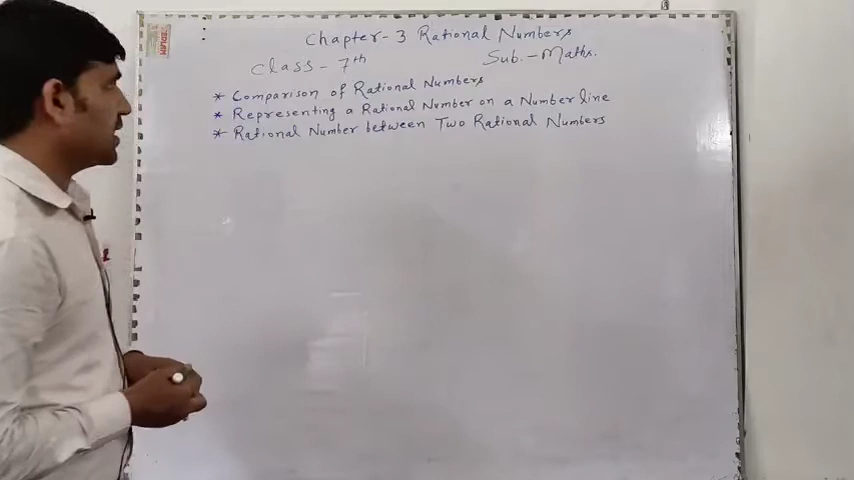 Chapter-3 Rational Numbers
Class - 7th Sub. - Maths.
* Comparison of Rational Numbers
* Representing a Rational Number on a Number line
* Rational Number between Two Rational Numbers